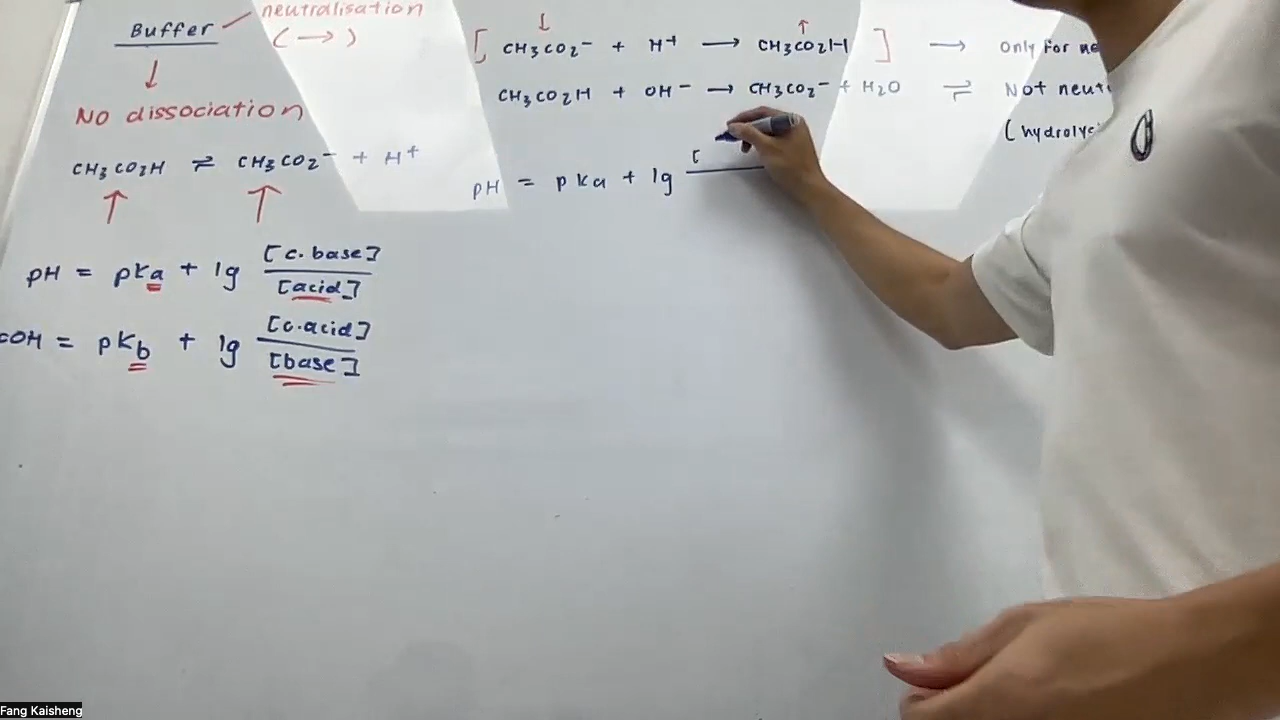 Buffer
neutralisation
( → )
No dissociation
CH3CO2H ⇌ CH3CO2⁻ + H⁺
pH = pKa + lg [c.base] / [acid]
OH = pKb + lg [c.acid] / [base]
[ CH3CO2⁻ + H⁺ → CH3CO2H ] → Only for
CH3CO2H + OH⁻ → CH3CO2⁻ + H2O ⇌ Not
pH = pKa + lg [
Fang Kaisheng